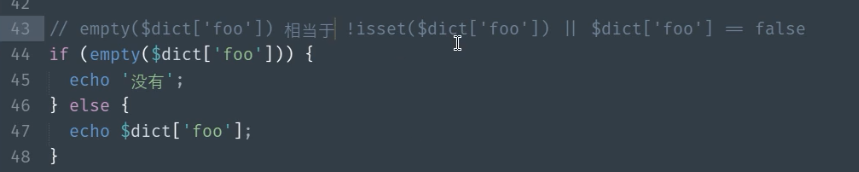 42
43 // empty($dict['foo']) 相当于 !isset($dict['foo']) || $dict['foo'] == false
44 if (empty($dict['foo'])) {
45   echo '没有';
46 } else {
47   echo $dict['foo'];
48 }